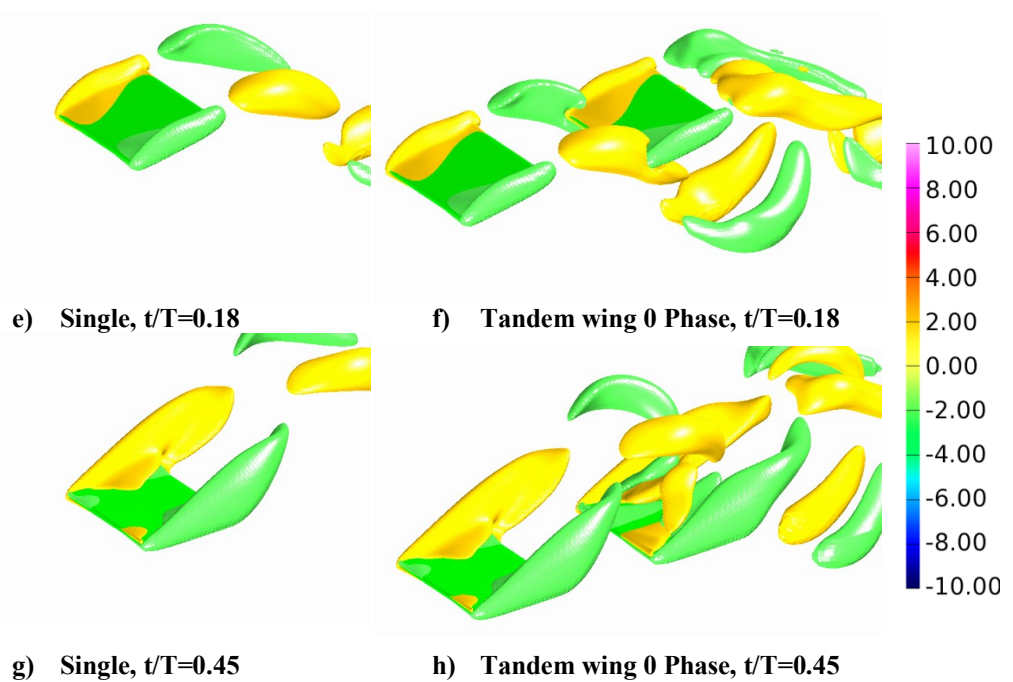 10.00
8.00
6.00
4.00
2.00
0.00
-2.00
-4.00
-6.00
-8.00
-10.00
e) Single, t/T=0.18
f) Tandem wing 0 Phase, t/T=0.18
g) Single, t/T=0.45
h) Tandem wing 0 Phase, t/T=0.45